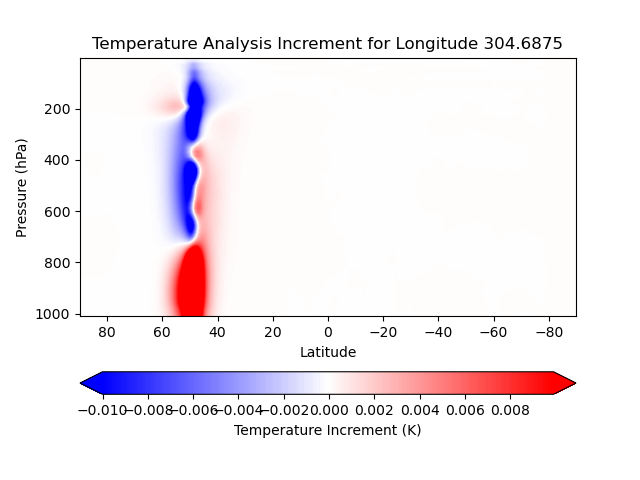 Temperature Analysis Increment for Longitude 304.6875
Pressure (hPa)
200
400
600
800
1000
80 60 40 20 0 −20 −40 −60 −80
Latitude
−0.010 −0.008 −0.006 −0.004 −0.002 0.000 0.002 0.004 0.006 0.008
Temperature Increment (K)